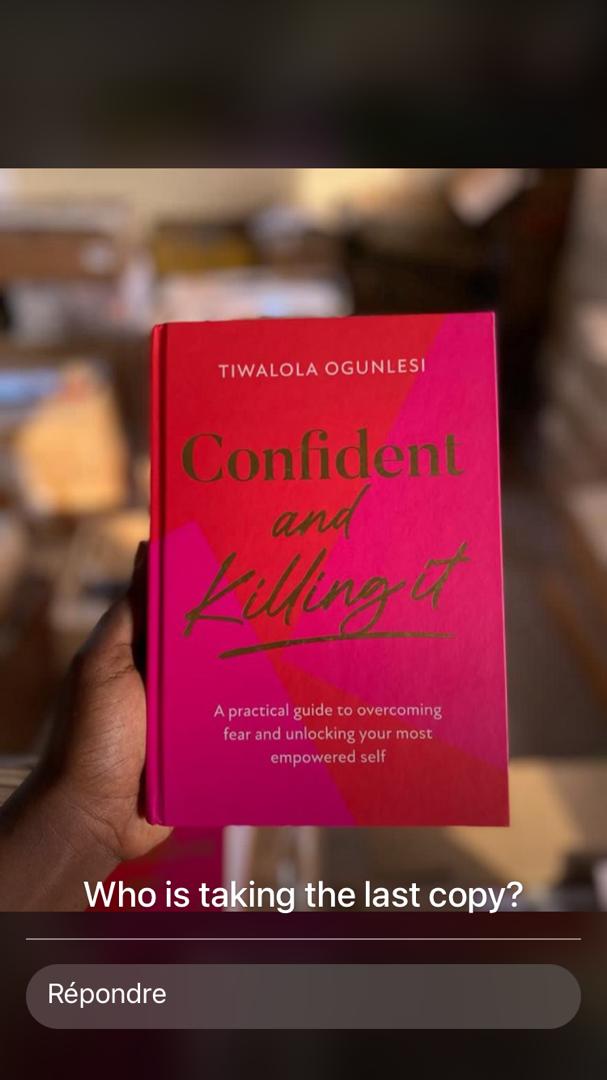 TIWALOLA OGUNLESI
Confident
and
Killing it
A practical guide to overcoming
fear and unlocking your most
empowered self
Who is taking the last copy?
Répondre